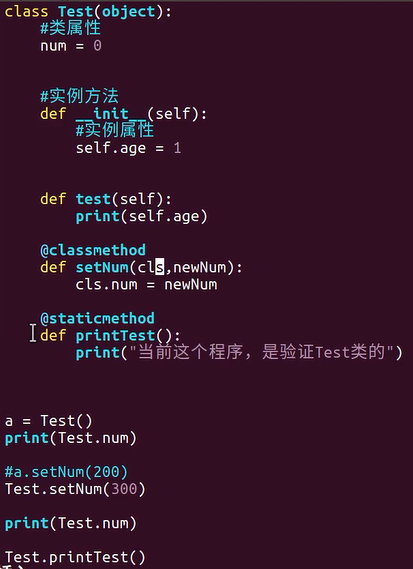 class Test(object):
    #类属性
    num = 0
    #实例方法
    def __init__(self):
        #实例属性
        self.age = 1
    def test(self):
        print(self.age)
    @classmethod
    def setNum(cls,newNum):
        cls.num = newNum
    @staticmethod
    def printTest():
        print("当前这个程序，是验证Test类的")
a = Test()
print(Test.num)
#a.setNum(200)
Test.setNum(300)
print(Test.num)
Test.printTest()